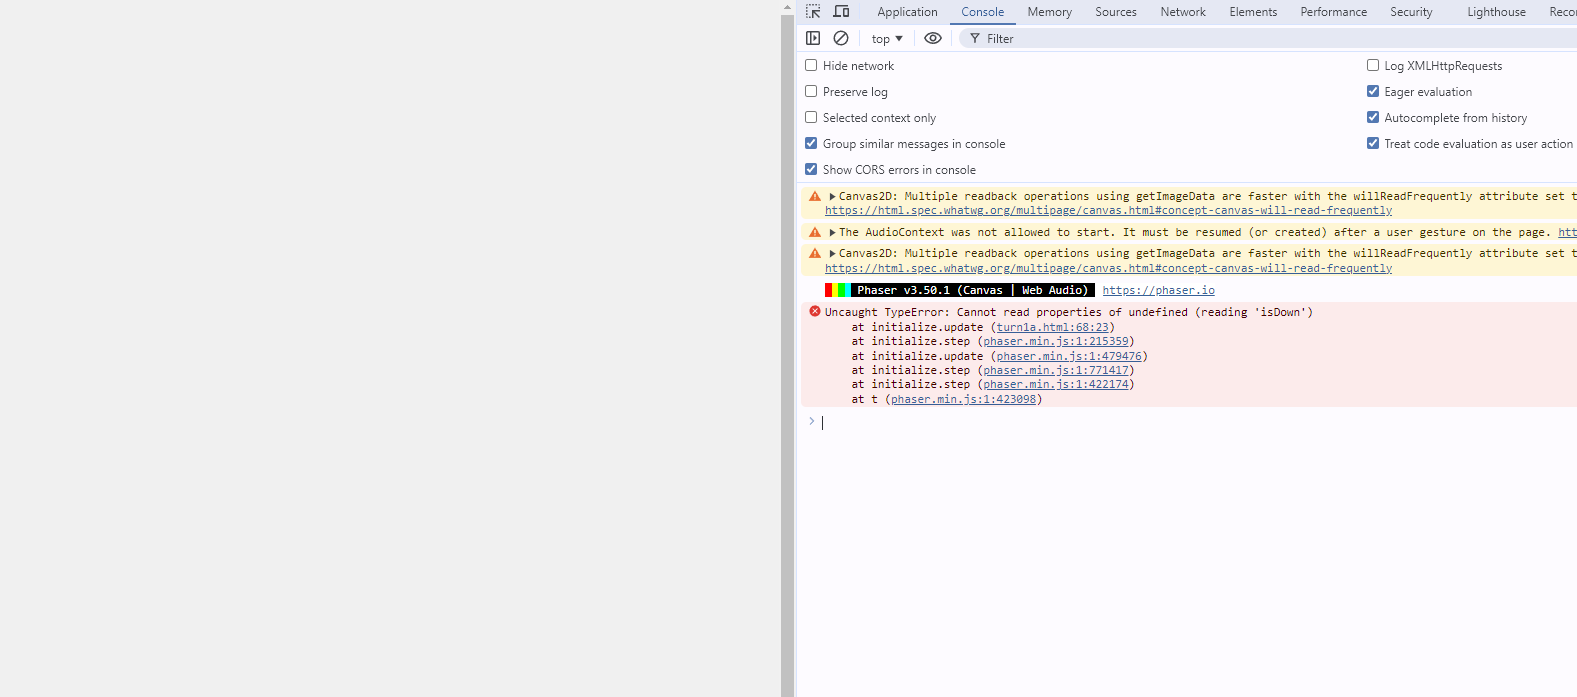 Application Console Memory Sources Network Elements Performance Security Lighthouse Reco
top Filter
Hide network Log XMLHttpRequests
Preserve log Eager evaluation
Selected context only Autocomplete from history
Group similar messages in console Treat code evaluation as user action
Show CORS errors in console
Canvas2D: Multiple readback operations using getImageData are faster with the willReadFrequently attribute set t
https://html.spec.whatwg.org/multipage/canvas.html#concept-canvas-will-read-frequently
The AudioContext was not allowed to start. It must be resumed (or created) after a user gesture on the page. htt
Canvas2D: Multiple readback operations using getImageData are faster with the willReadFrequently attribute set t
https://html.spec.whatwg.org/multipage/canvas.html#concept-canvas-will-read-frequently
Phaser v3.50.1 (Canvas | Web Audio) https://phaser.io
Uncaught TypeError: Cannot read properties of undefined (reading 'isDown')
at initialize.update (turn1a.html:68:23)
at initialize.step (phaser.min.js:1:215359)
at initialize.update (phaser.min.js:1:479476)
at initialize.step (phaser.min.js:1:771417)
at initialize.step (phaser.min.js:1:422174)
at t (phaser.min.js:1:423098)